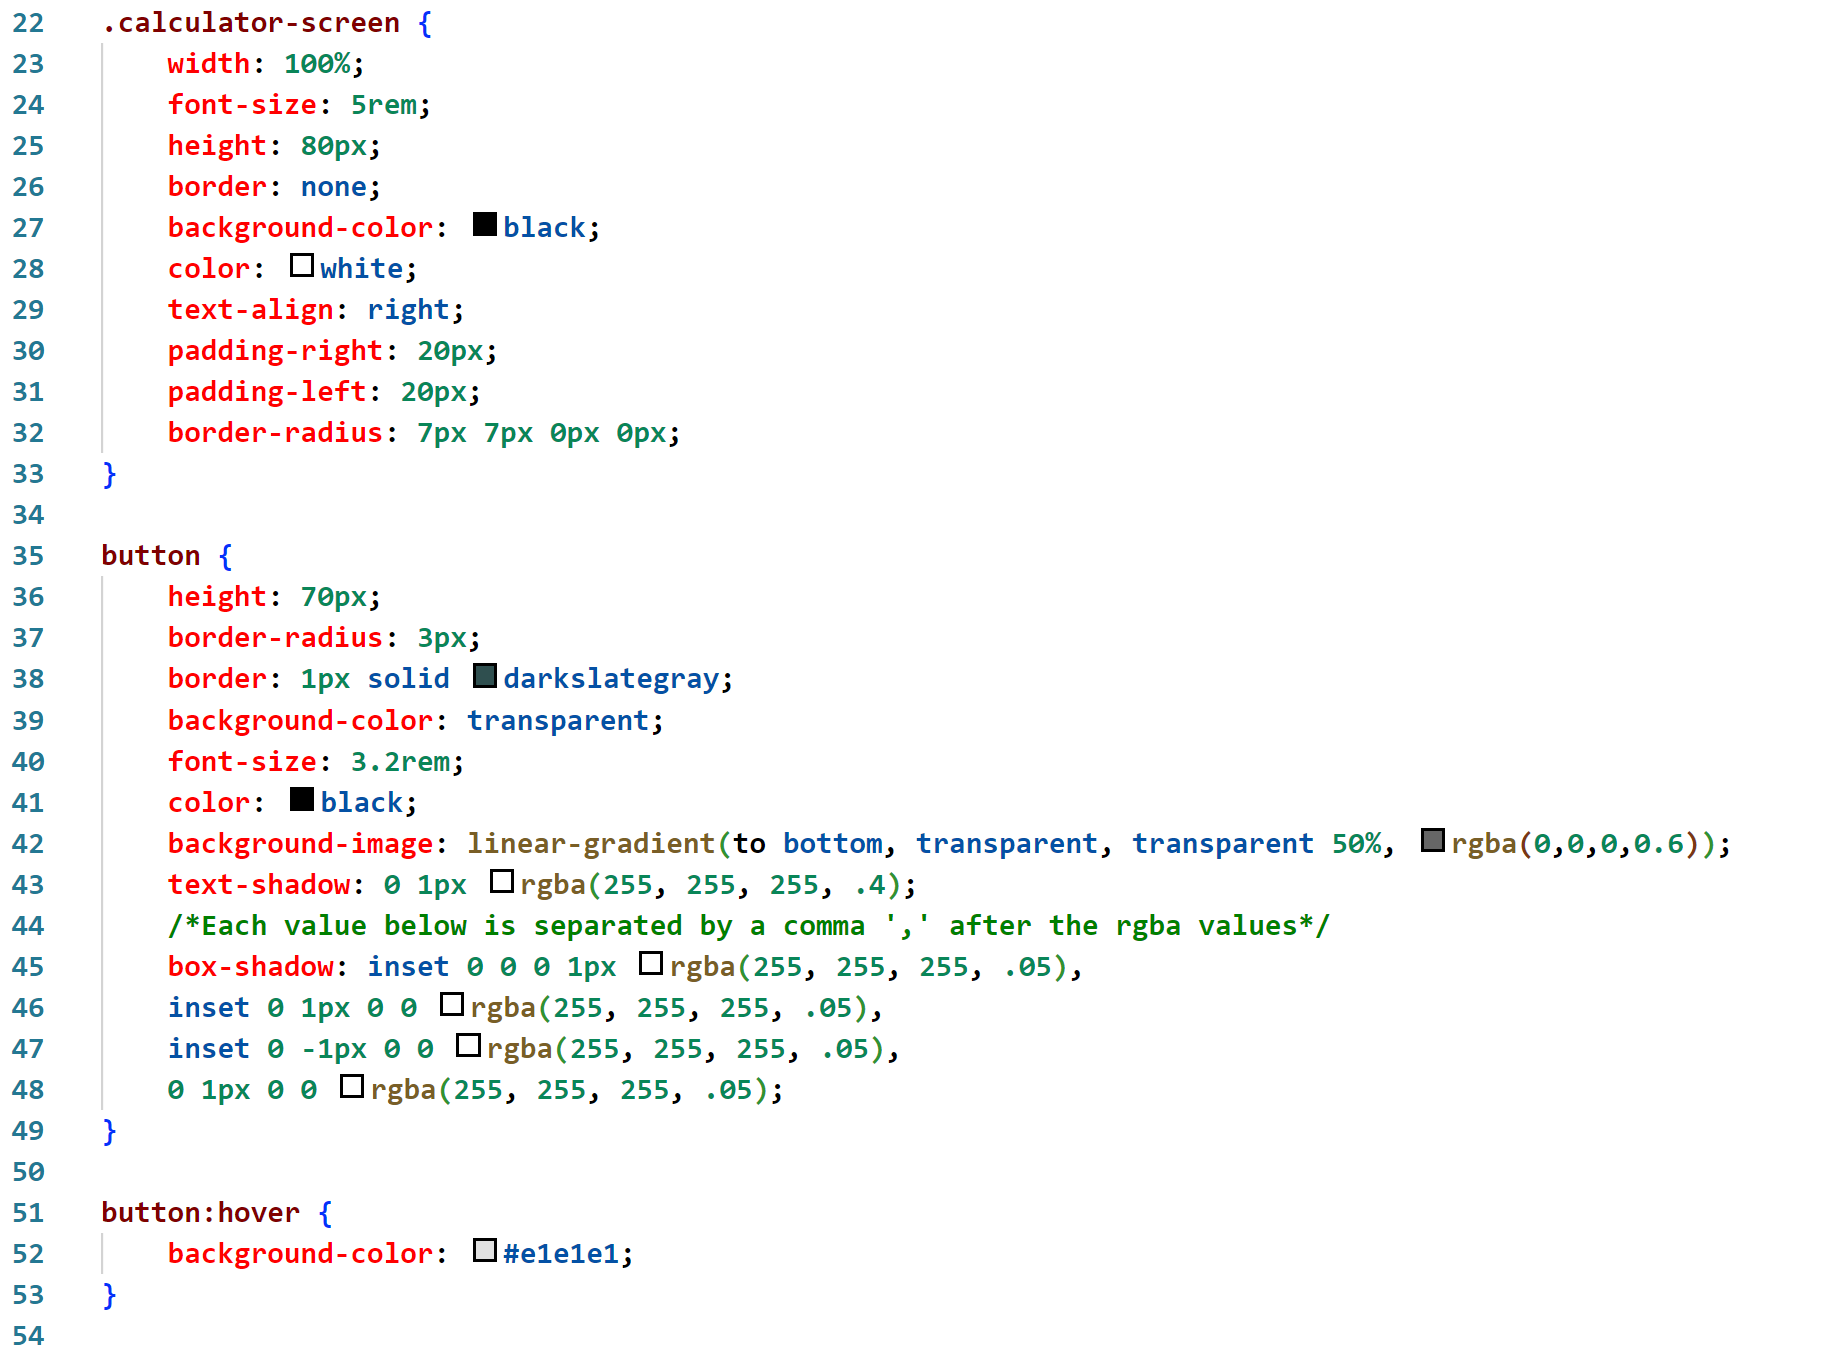 22 .calculator-screen {
23 width: 100%;
24 font-size: 5rem;
25 height: 80px;
26 border: none;
27 background-color: black;
28 color: white;
29 text-align: right;
30 padding-right: 20px;
31 padding-left: 20px;
32 border-radius: 7px 7px 0px 0px;
33 }
34
35 button {
36 height: 70px;
37 border-radius: 3px;
38 border: 1px solid darkslategray;
39 background-color: transparent;
40 font-size: 3.2rem;
41 color: black;
42 background-image: linear-gradient(to bottom, transparent, transparent 50%, rgba(0,0,0,0.6));
43 text-shadow: 0 1px rgba(255, 255, 255, .4);
44 /*Each value below is separated by a comma ',' after the rgba values*/
45 box-shadow: inset 0 0 0 1px rgba(255, 255, 255, .05),
46 inset 0 1px 0 0 rgba(255, 255, 255, .05),
47 inset 0 -1px 0 0 rgba(255, 255, 255, .05),
48 0 1px 0 0 rgba(255, 255, 255, .05);
49 }
50
51 button:hover {
52 background-color: #e1e1e1;
53 }
54